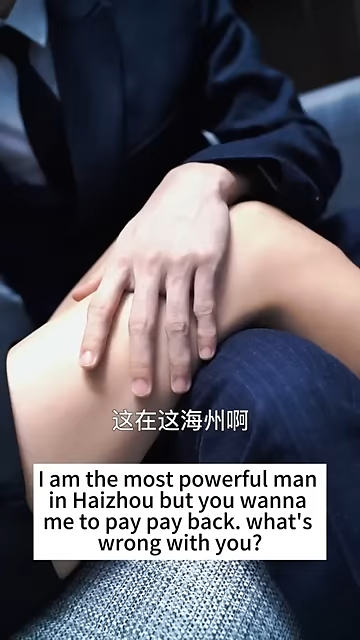 这在这海州啊
I am the most powerful man
in Haizhou but you wanna
me to pay pay back. what's
wrong with you?